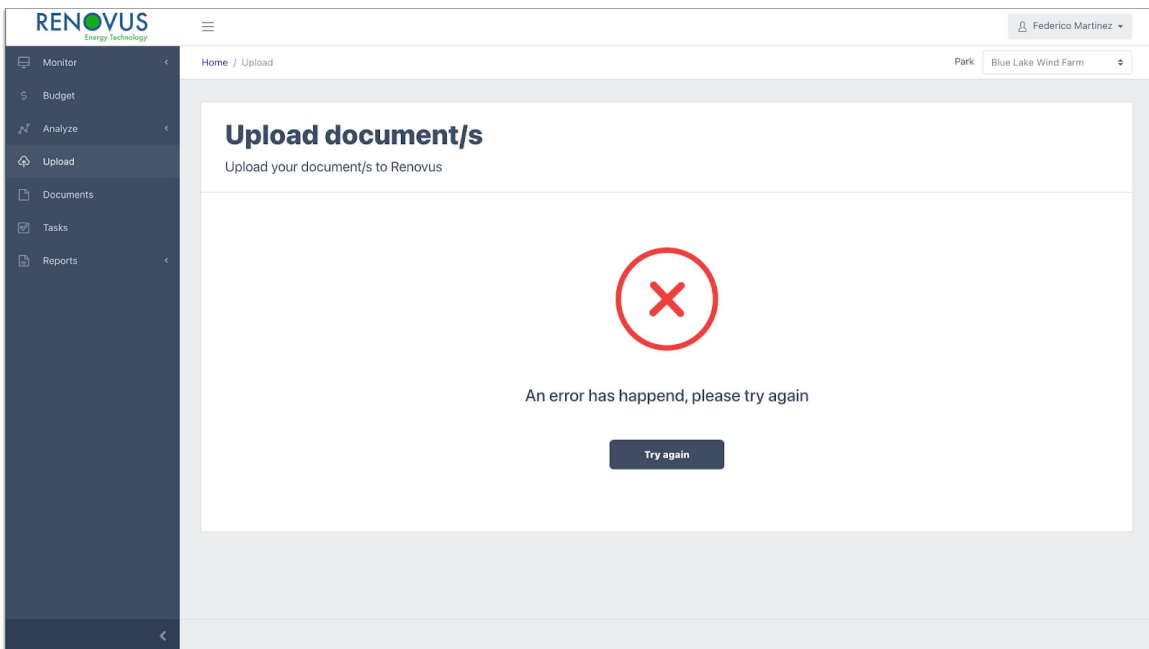 RENOVUS
Energy Technology
Federico Martinez
Monitor
Home / Upload
Park Blue Lake Wind Farm
Budget
Analyze
Upload
Documents
Tasks
Reports
Upload document/s
Upload your document/s to Renovus
An error has happend, please try again
Try again